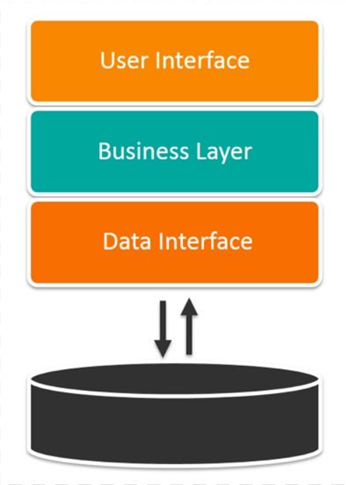 User Interface
Business Layer
Data Interface